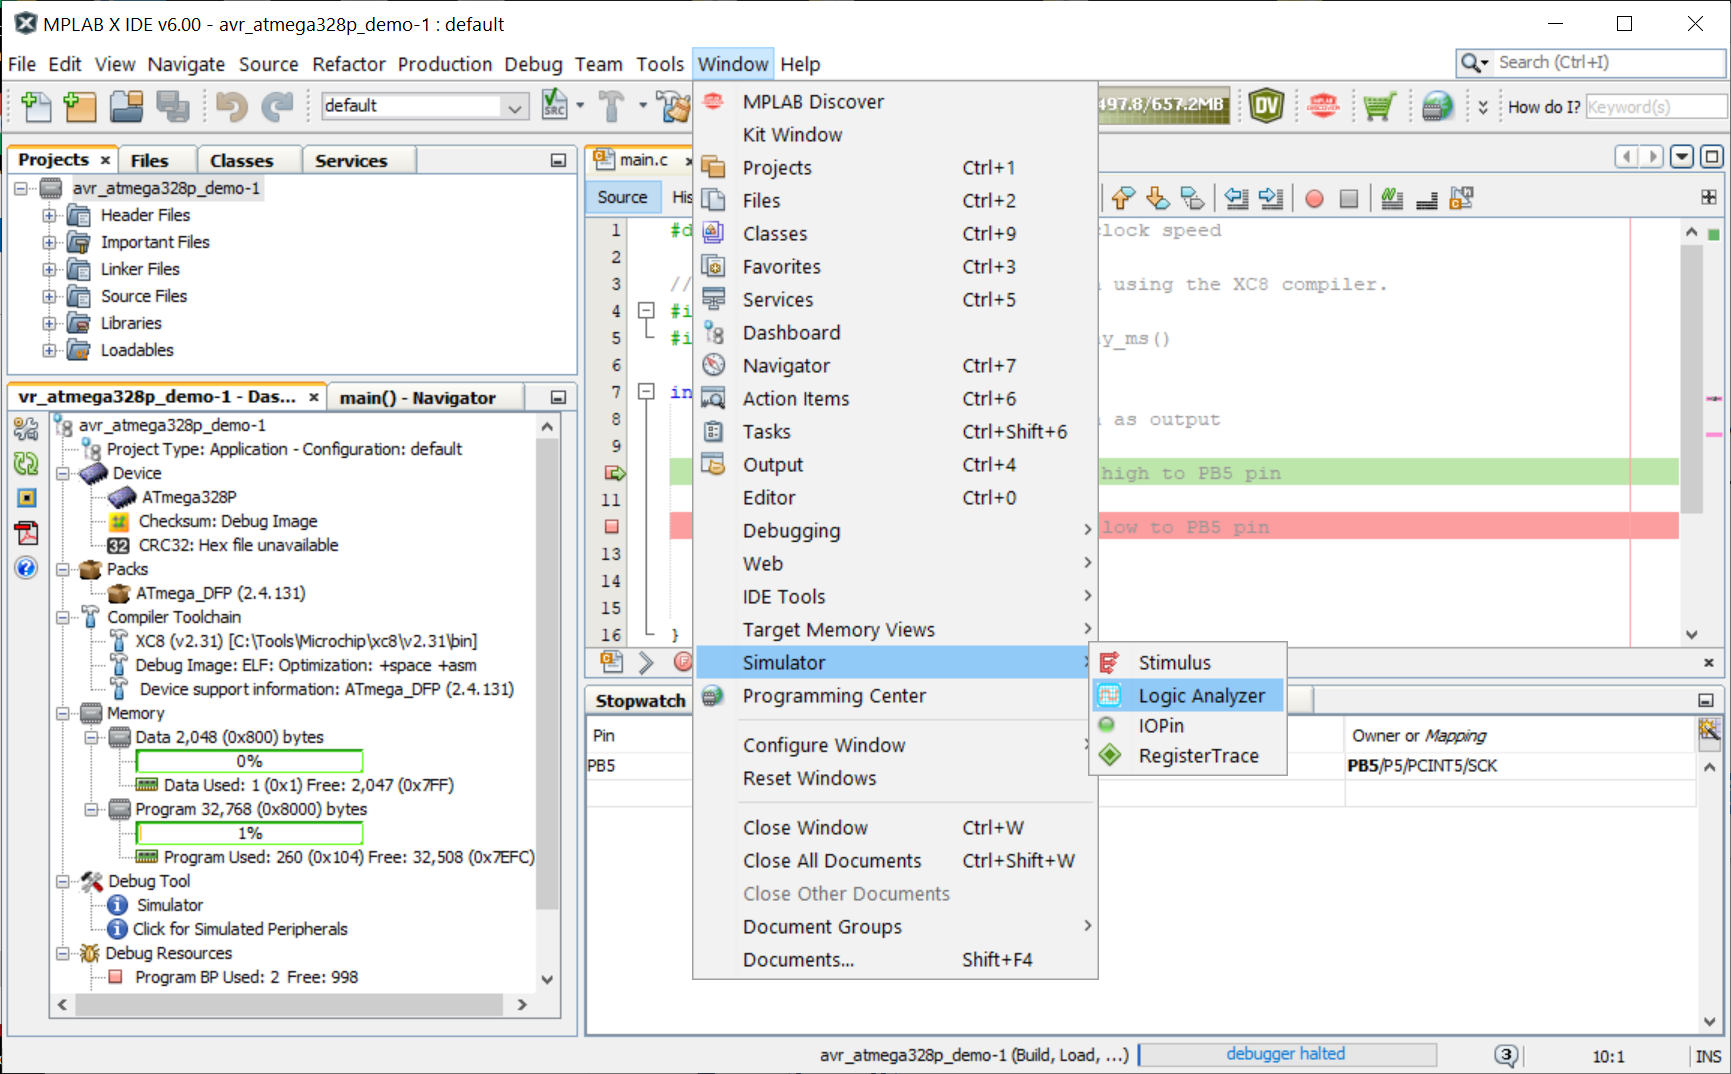 MPLAB X IDE v6.00 - avr_atmega328p_demo-1 : default
File Edit View Navigate Source Refactor Production Debug Team Tools Window Help
Search (Ctrl+I)
default
SRC
497.8/657.2MB
DV
How do I?
Keyword(s)
Projects
Files
Classes
Services
avr_atmega328p_demo-1
Header Files
Important Files
Linker Files
Source Files
Libraries
Loadables
vr_atmega328p_demo-1 - Das...
main() - Navigator
avr_atmega328p_demo-1
Project Type: Application - Configuration: default
Device
ATmega328P
Checksum: Debug Image
32 CRC32: Hex file unavailable
Packs
ATmega_DFP (2.4.131)
Compiler Toolchain
XC8 (v2.31) [C:\Tools\Microchip\xc8\v2.31\bin]
Debug Image: ELF: Optimization: +space +asm
Device support information: ATmega_DFP (2.4.131)
Memory
Data 2,048 (0x800) bytes
0%
Data Used: 1 (0x1) Free: 2,047 (0x7FF)
Program 32,768 (0x8000) bytes
1%
Program Used: 260 (0x104) Free: 32,508 (0x7EFC)
Debug Tool
Simulator
Click for Simulated Peripherals
Debug Resources
Program BP Used: 2 Free: 998
main.c
Source
His
1 #d
clock speed
2
3 //
using the XC8 compiler.
4 #i
5 #i
y_ms()
6
7 in
8
as output
9
high to PB5 pin
11
low to PB5 pin
13
14
15
16 }
MPLAB Discover
Kit Window
Projects Ctrl+1
Files Ctrl+2
Classes Ctrl+9
Favorites Ctrl+3
Services Ctrl+5
Dashboard
Navigator Ctrl+7
Action Items Ctrl+6
Tasks Ctrl+Shift+6
Output Ctrl+4
Editor Ctrl+0
Debugging
Web
IDE Tools
Target Memory Views
Simulator
Programming Center
Configure Window
Reset Windows
Close Window Ctrl+W
Close All Documents Ctrl+Shift+W
Close Other Documents
Document Groups
Documents... Shift+F4
Stimulus
Logic Analyzer
IOPin
RegisterTrace
Stopwatch
Pin
Owner or Mapping
PB5
PB5/P5/PCINT5/SCK
avr_atmega328p_demo-1 (Build, Load, ...)
debugger halted
3
10:1
INS